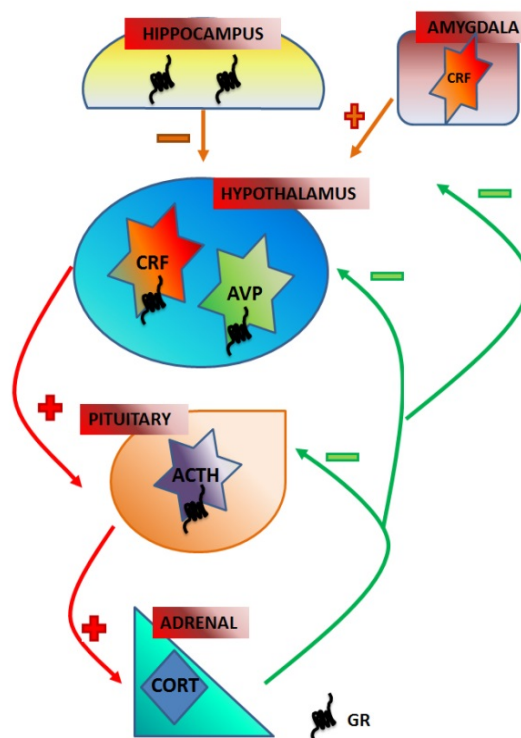 HIPPOCAMPUS
AMYGDALA
CRF
HYPOTHALAMUS
CRF
AVP
PITUITARY
ACTH
ADRENAL
CORT
GR